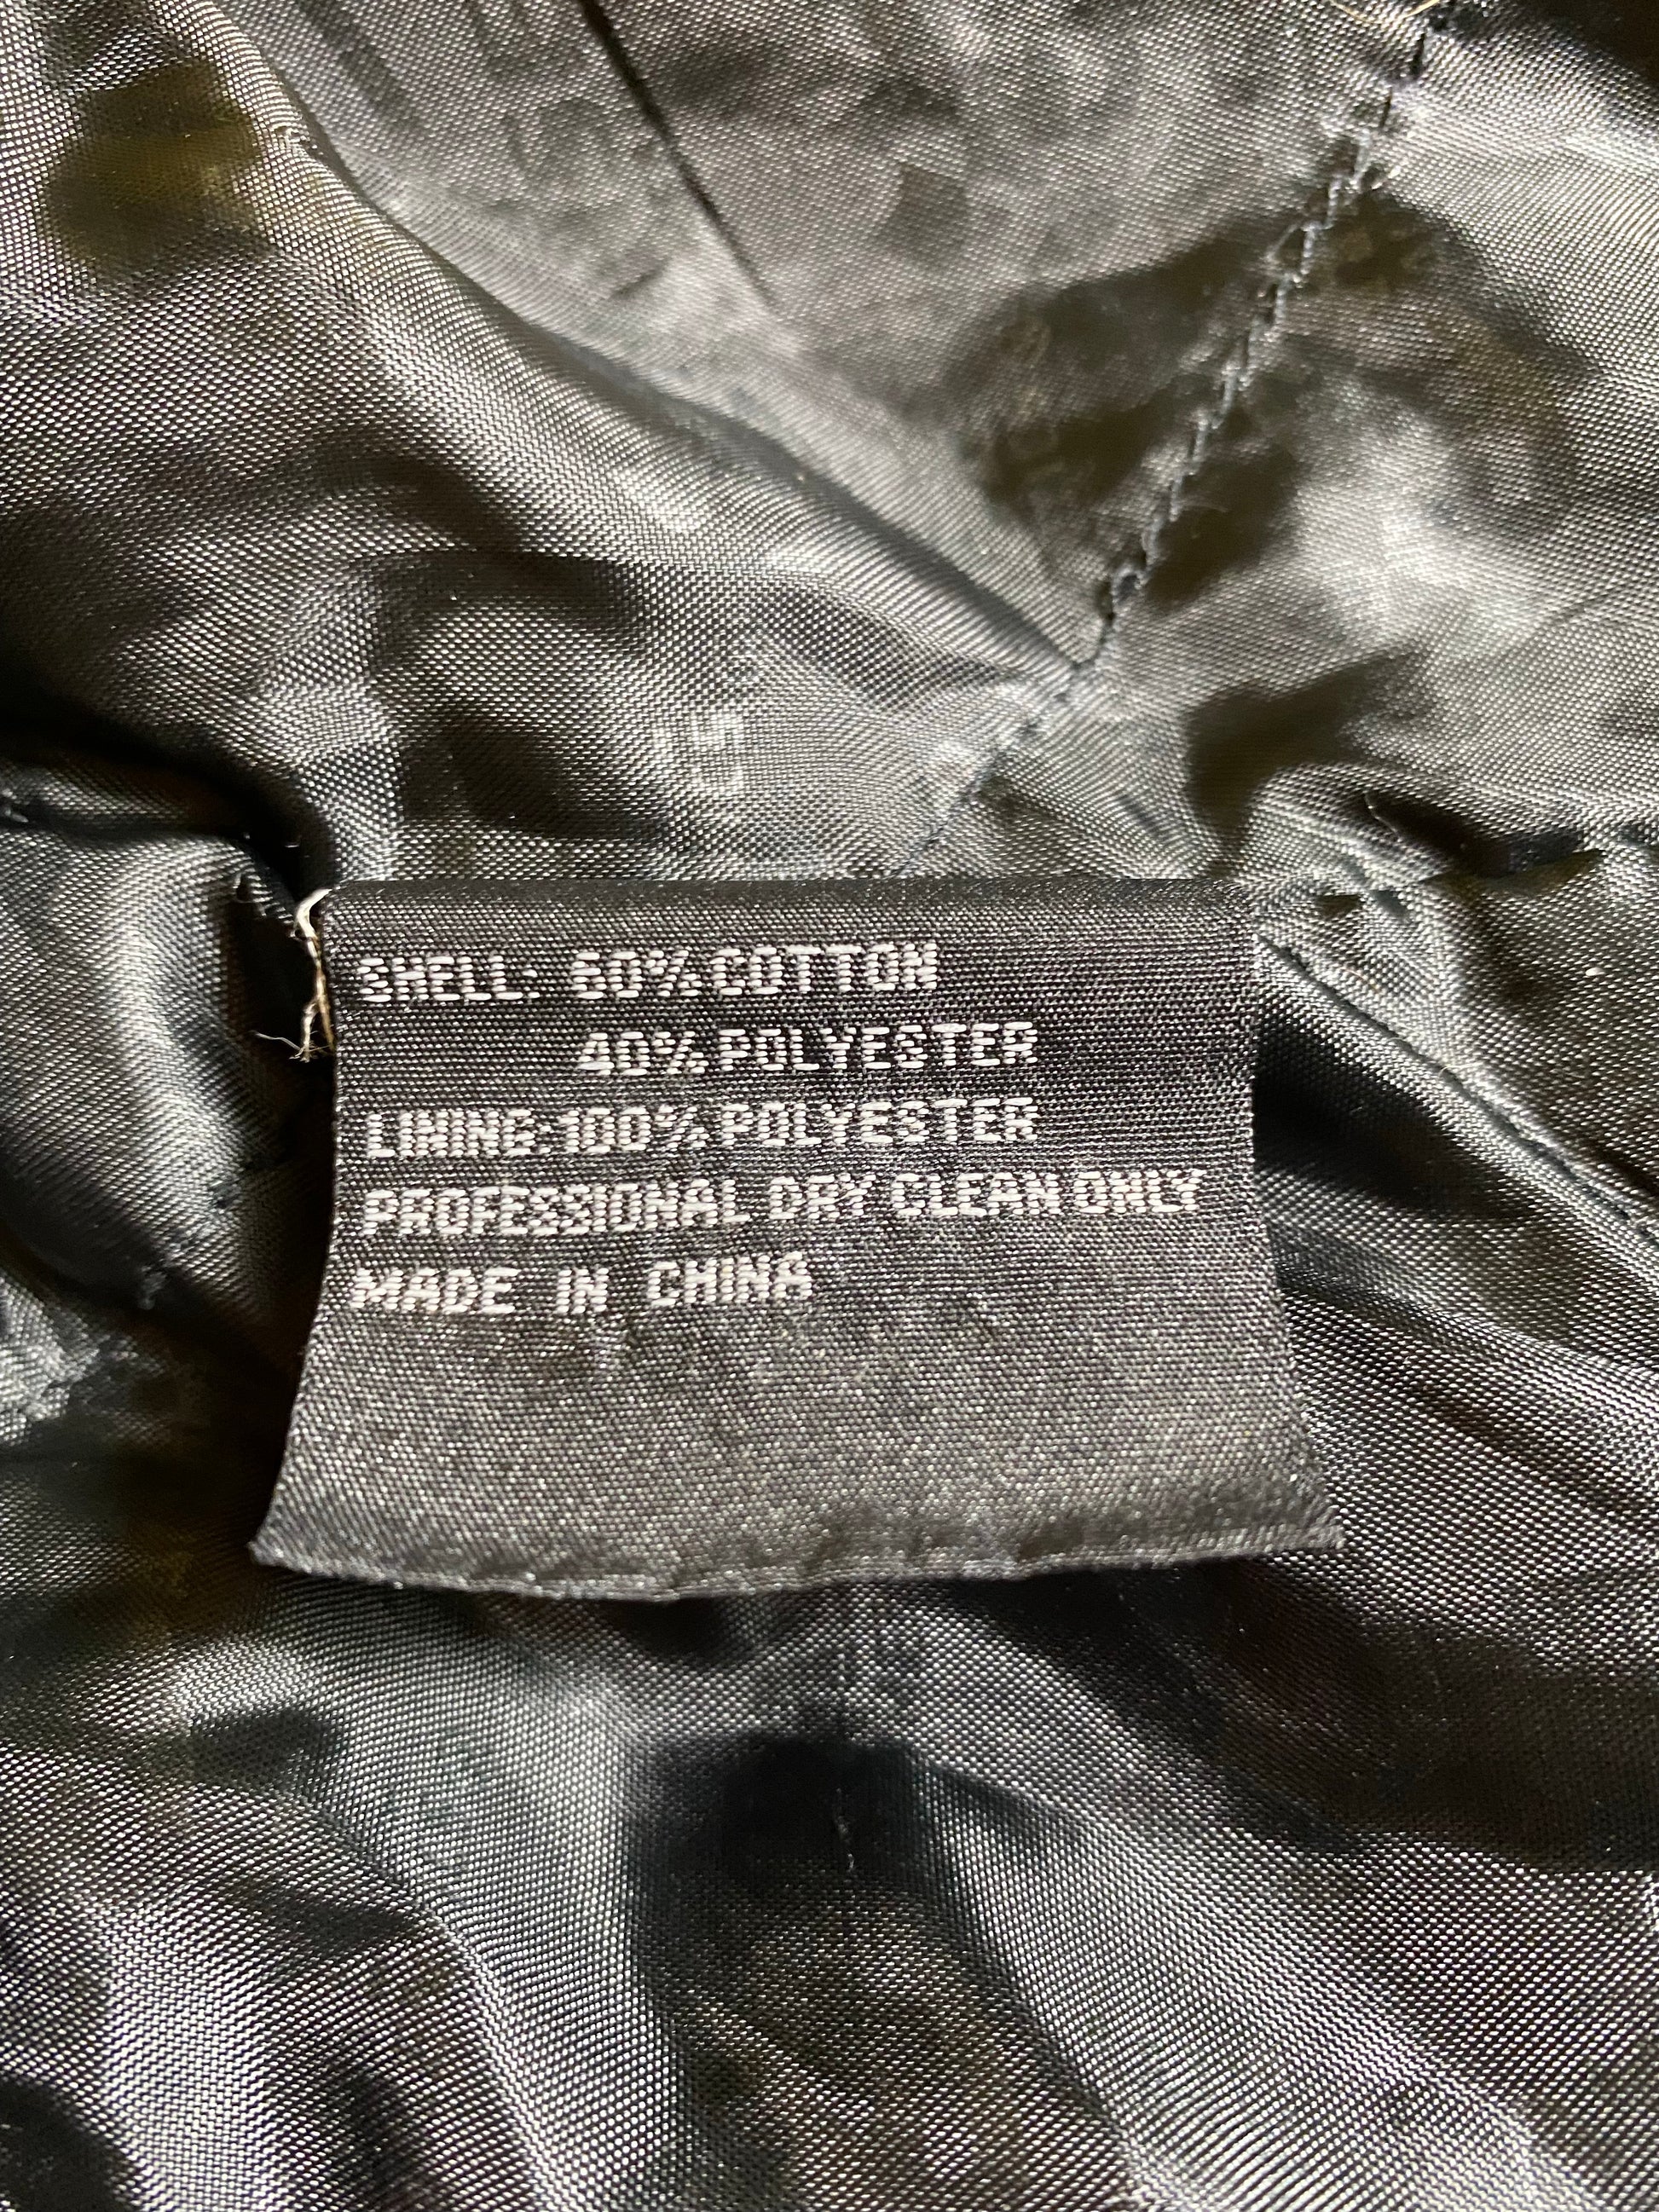 SHELL: 60% COTTON
40% POLYESTER
LINING:100% POLYESTER
PROFESSIONAL DRY CLEAN ONLY
MADE IN CHINA